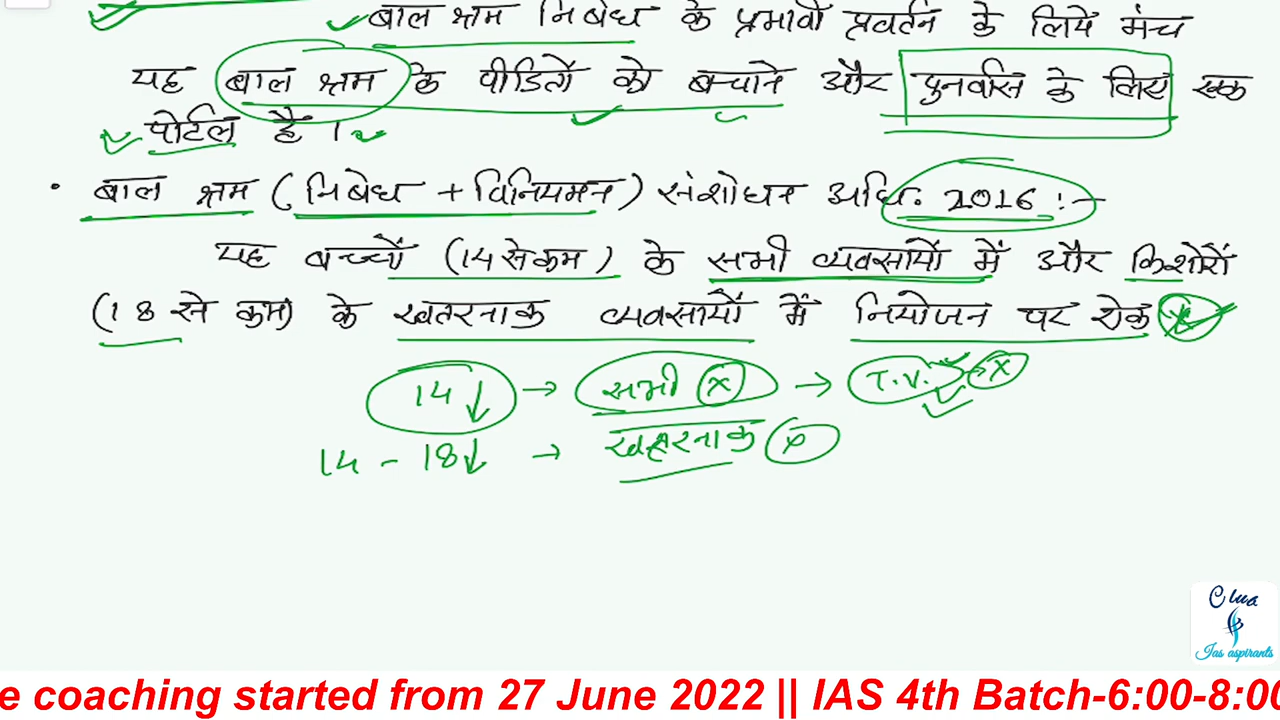 बाल श्रम निबेध के प्रभावी प्रवर्तन के लिये मंच
यह बाल श्रम के पीडितों को बचाने और पुनर्वास के लिए एक
पोर्टल है ।
• बाल श्रम (निबेध + विनियमन) संशोधन अधि. 2016 :-
यह बच्चों (14 से कम) के सभी व्यवसायों में और किशोरों
(18 से कम) के खतरनाक व्यवसायों में नियोजन पर रोक
14 ↓ → सभी (x) → T.V. → x
14 - 18 ↓ → खतरनाक (x)
Clue
Ias aspirants
e coaching started from 27 June 2022 || IAS 4th Batch-6:00-8:00